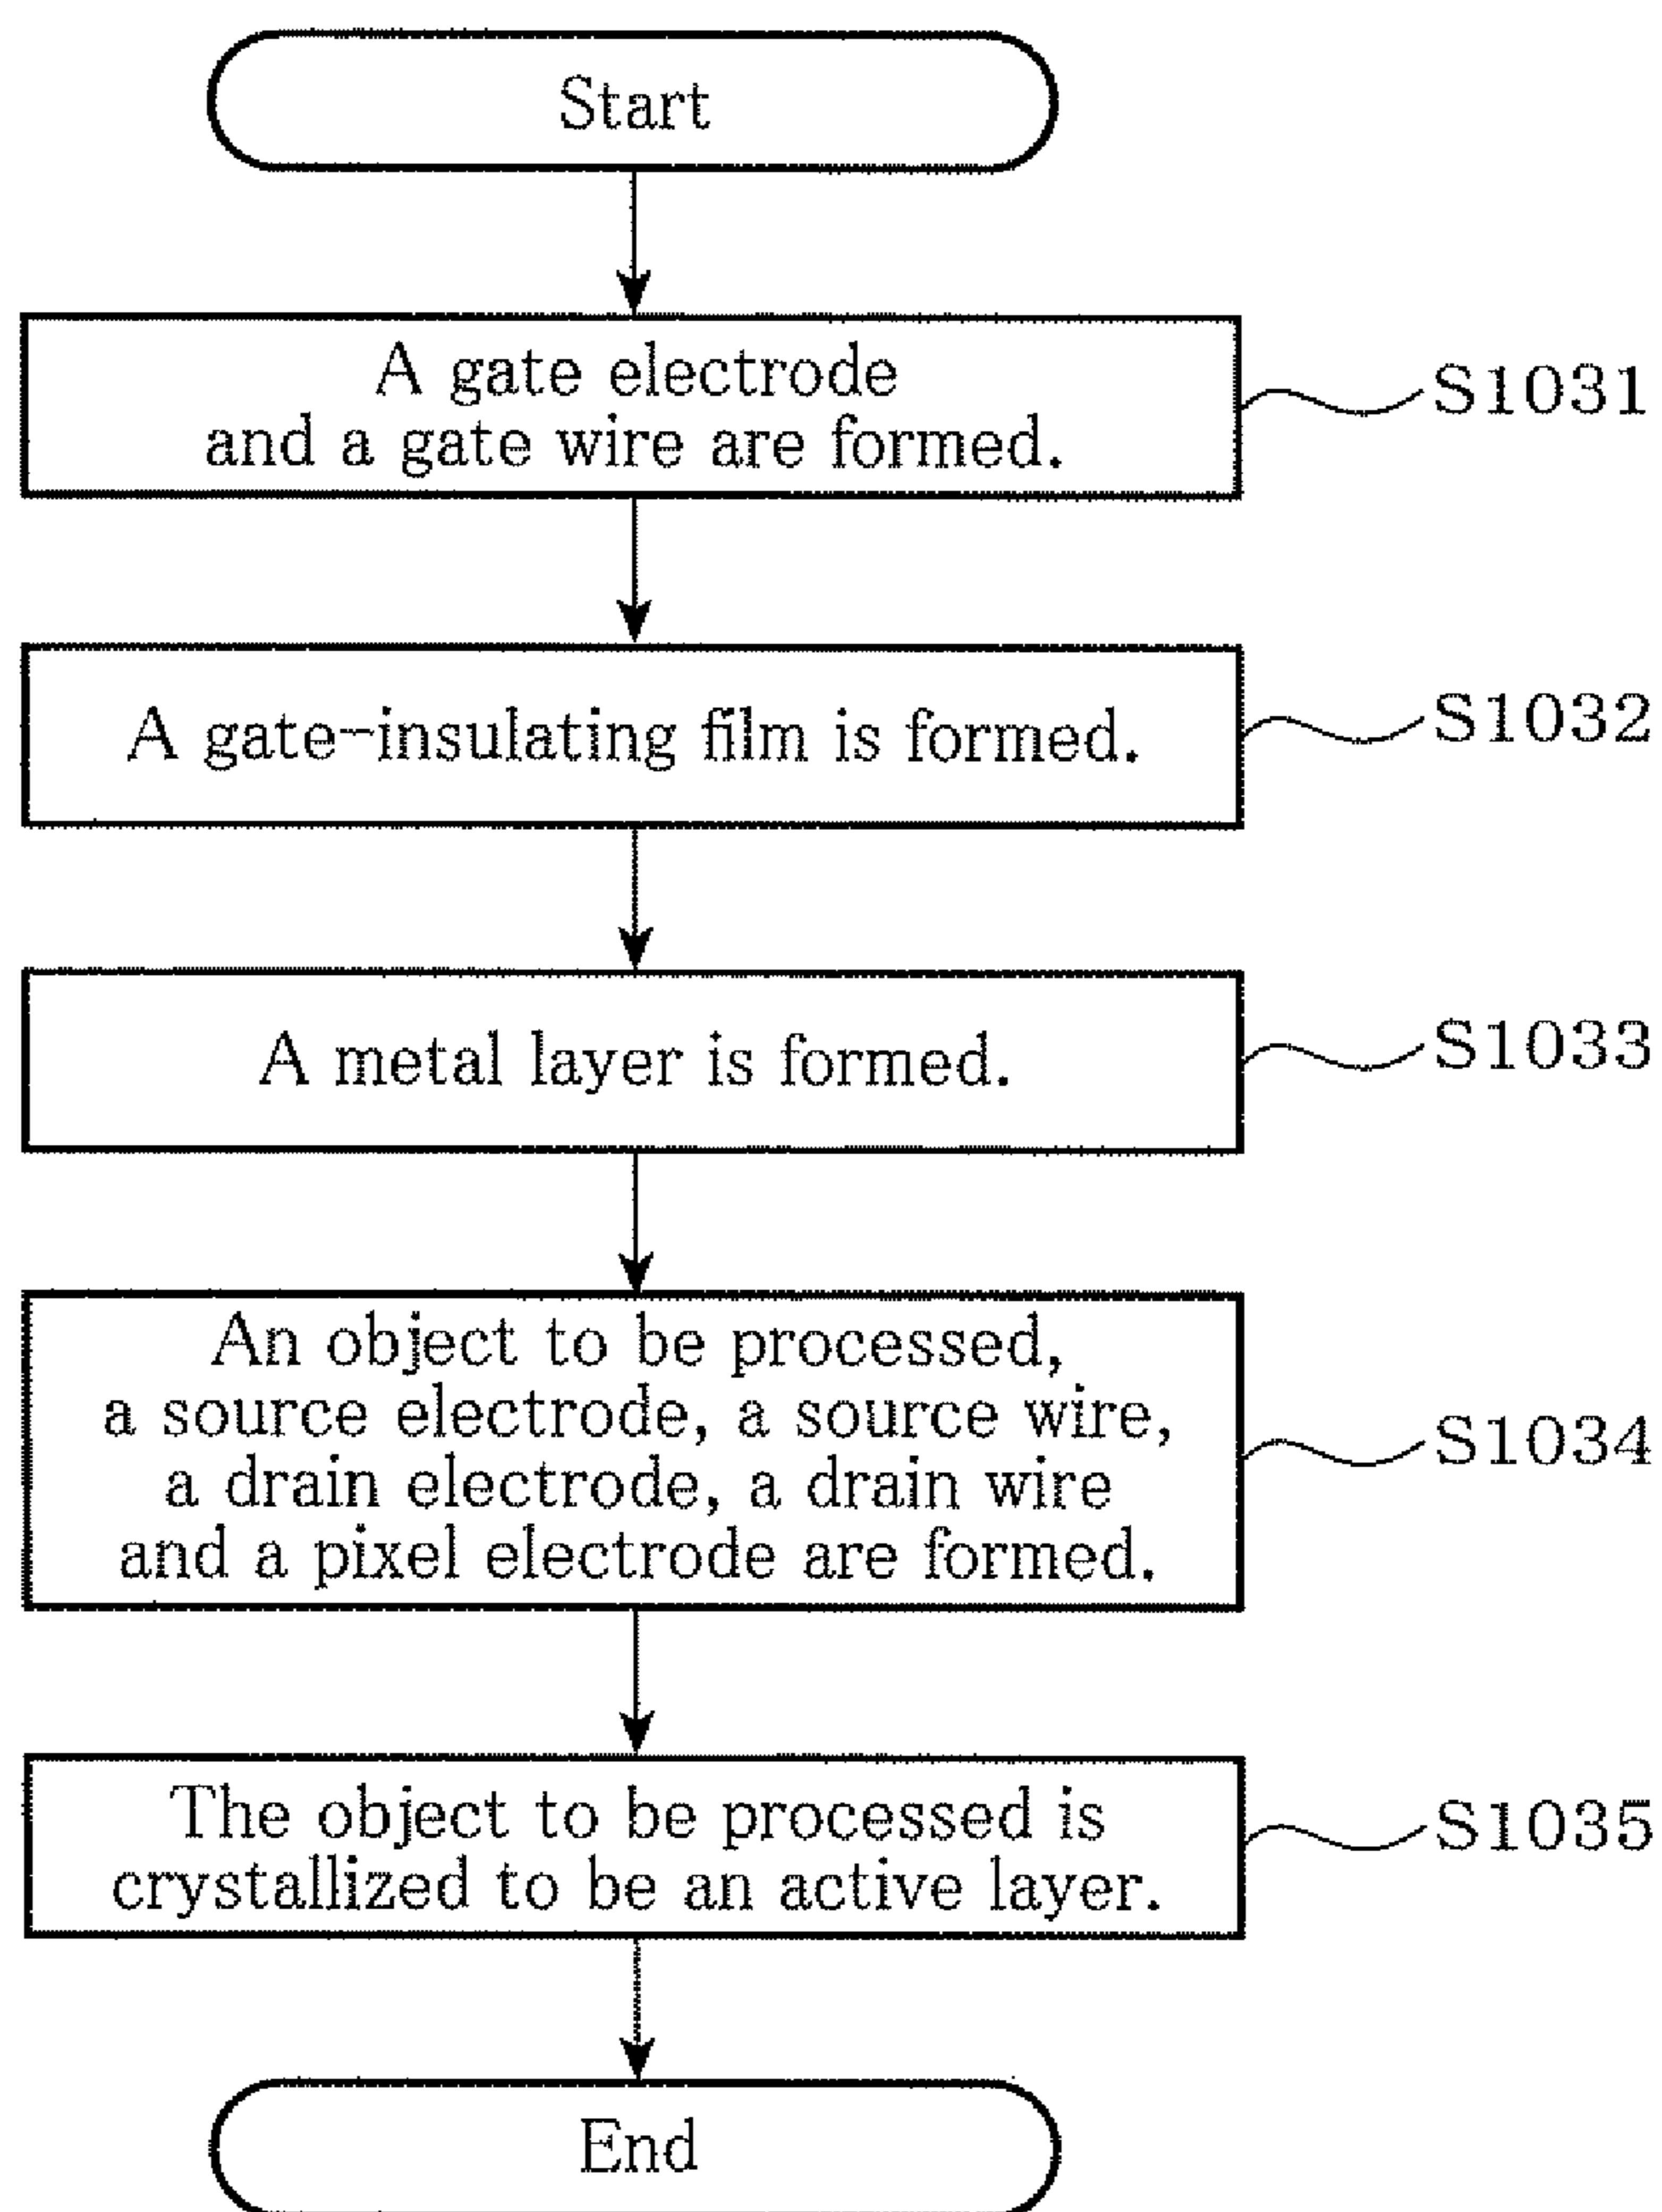 Start
A gate electrode
and a gate wire are formed.
S1031
A gate-insulating film is formed.
S1032
A metal layer is formed.
S1033
An object to be processed,
a source electrode, a source wire,
a drain electrode, a drain wire
and a pixel electrode are formed.
S1034
The object to be processed is
crystallized to be an active layer.
S1035
End